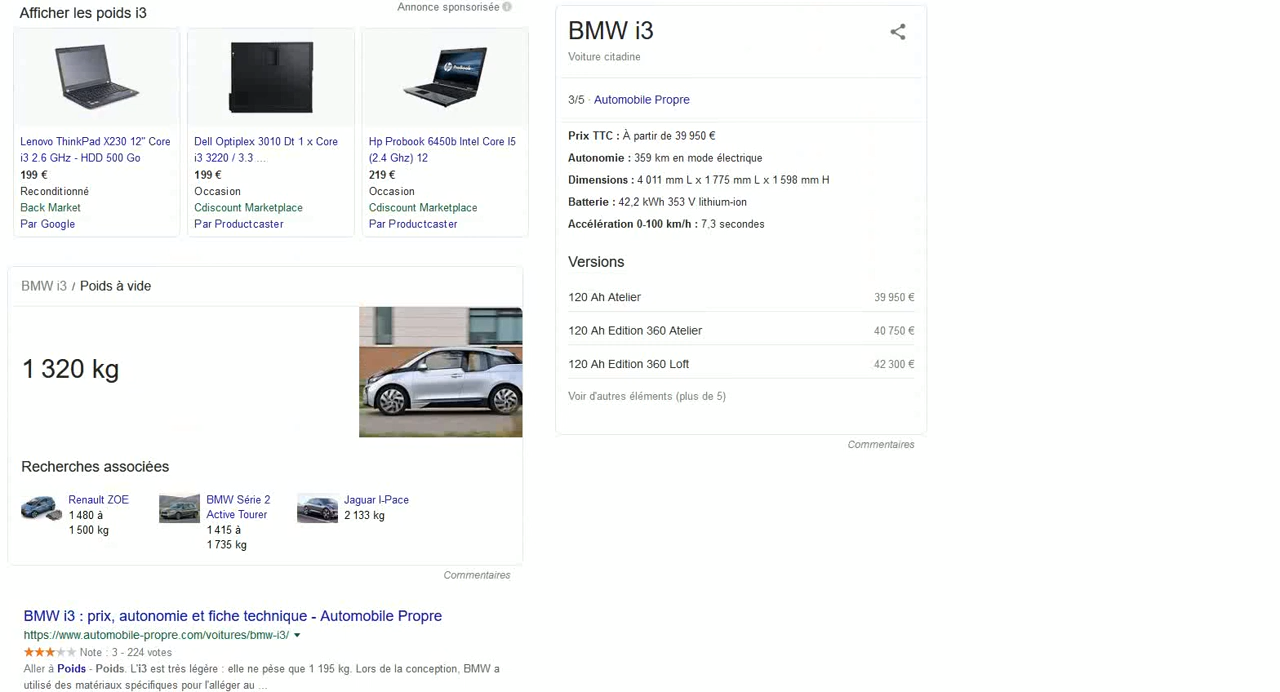 Afficher les poids i3
Annonce sponsorisée
Lenovo ThinkPad X230 12" Core
i3 2.6 GHz - HDD 500 Go
199 €
Reconditionné
Back Market
Par Google
Dell Optiplex 3010 Dt 1 x Core
i3 3220 / 3.3 ...
199 €
Occasion
Cdiscount Marketplace
Par Productcaster
Hp Probook 6450b Intel Core I5
(2.4 Ghz) 12
219 €
Occasion
Cdiscount Marketplace
Par Productcaster
BMW i3 / Poids à vide
1 320 kg
Recherches associées
Renault ZOE
1 480 à
1 500 kg
BMW Série 2
Active Tourer
1 415 à
1 735 kg
Jaguar I-Pace
2 133 kg
Commentaires
BMW i3 : prix, autonomie et fiche technique - Automobile Propre
https://www.automobile-propre.com/voitures/bmw-i3/
Note : 3 - 224 votes
Aller à Poids - Poids. L'i3 est très légère : elle ne pèse que 1 195 kg. Lors de la conception, BMW a
utilisé des matériaux spécifiques pour l'alléger au ...
BMW i3
Voiture citadine
3/5 · Automobile Propre
Prix TTC : À partir de 39 950 €
Autonomie : 359 km en mode électrique
Dimensions : 4 011 mm L x 1 775 mm L x 1 598 mm H
Batterie : 42,2 kWh 353 V lithium-ion
Accélération 0-100 km/h : 7,3 secondes
Versions
120 Ah Atelier 39 950 €
120 Ah Edition 360 Atelier 40 750 €
120 Ah Edition 360 Loft 42 300 €
Voir d'autres éléments (plus de 5)
Commentaires